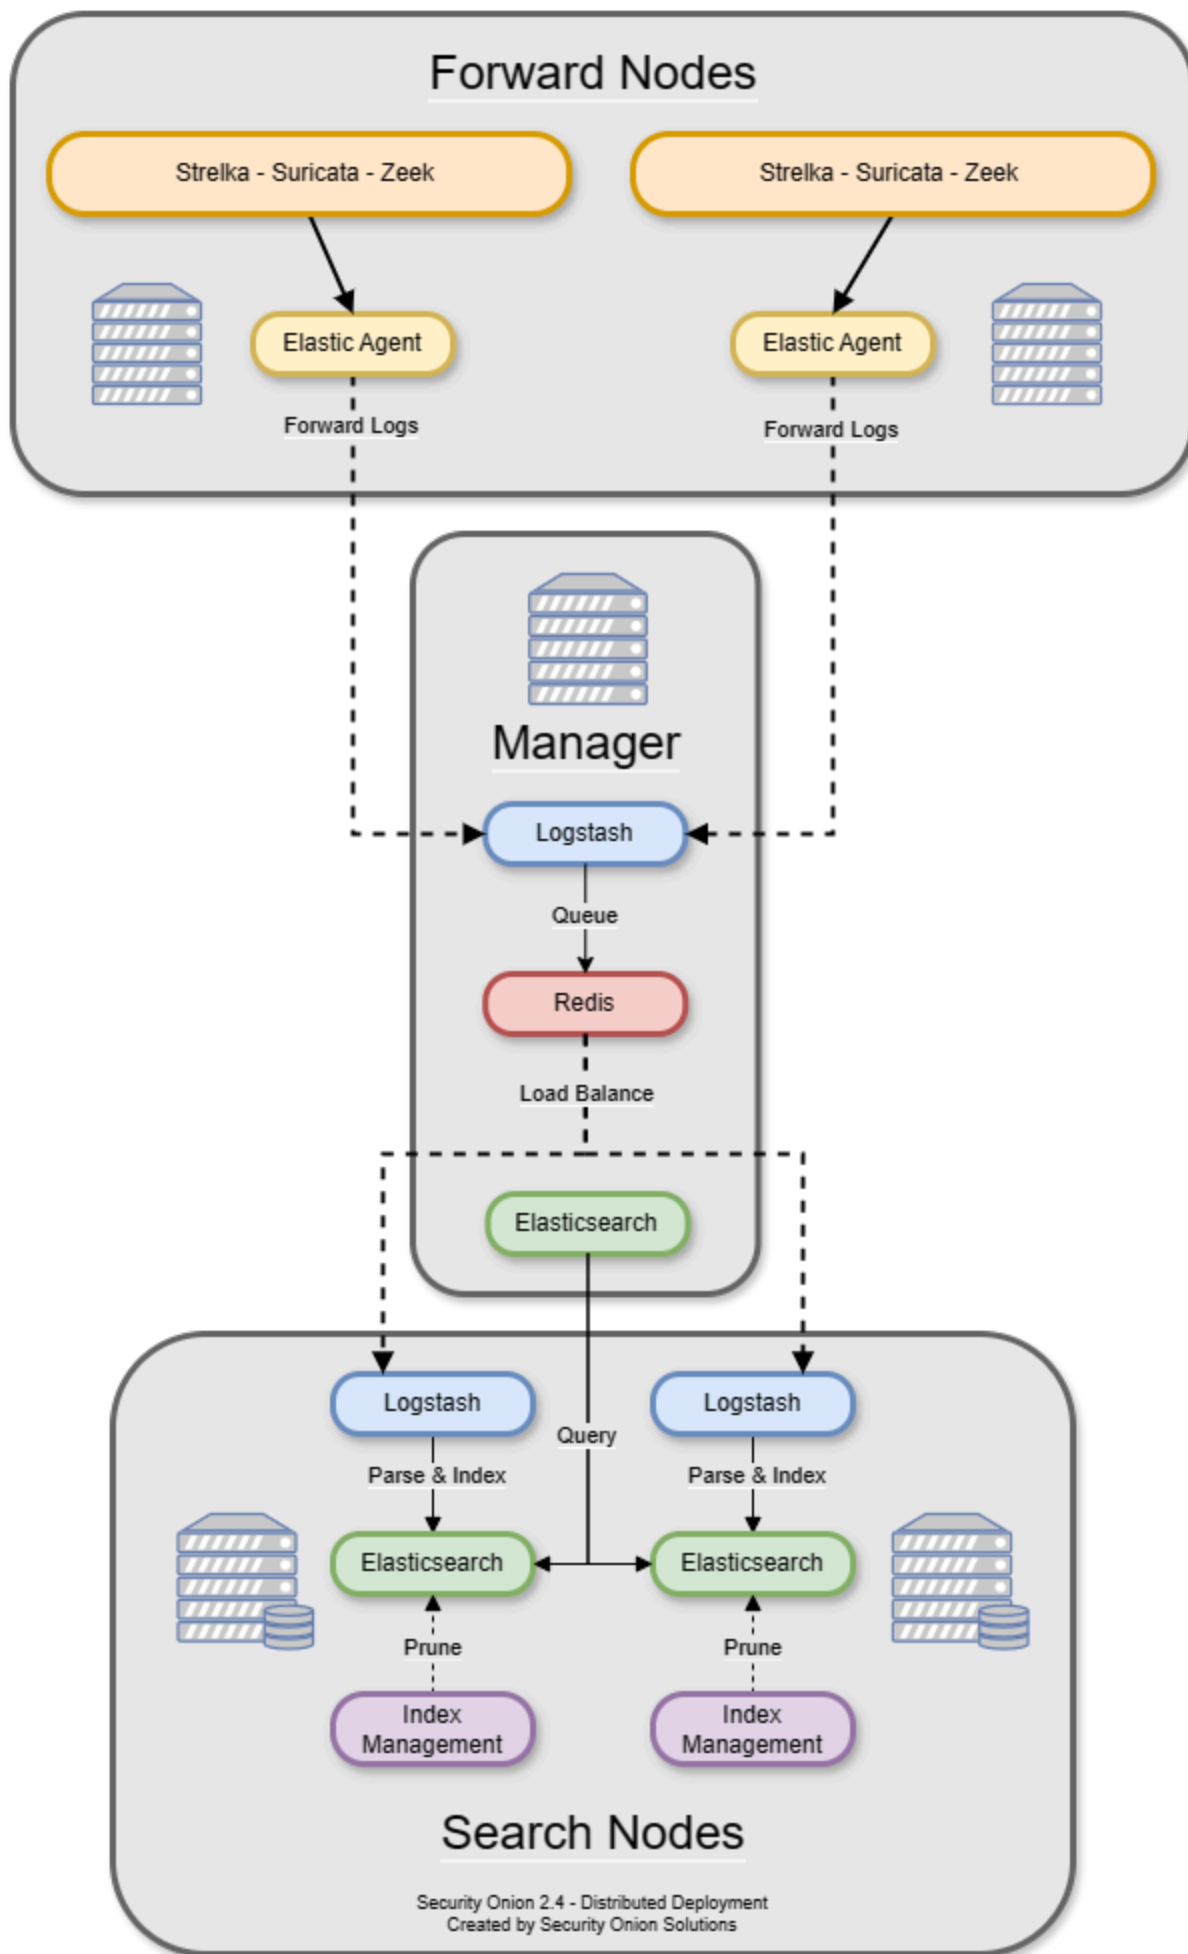 Forward Nodes
Strelka - Suricata - Zeek
Strelka - Suricata - Zeek
Elastic Agent
Elastic Agent
Forward Logs
Forward Logs
Manager
Logstash
Queue
Redis
Load Balance
Elasticsearch
Logstash
Logstash
Query
Parse & Index
Parse & Index
Elasticsearch
Elasticsearch
Prune
Prune
Index
Management
Index
Management
Search Nodes
Security Onion 2.4 - Distributed Deployment
Created by Security Onion Solutions